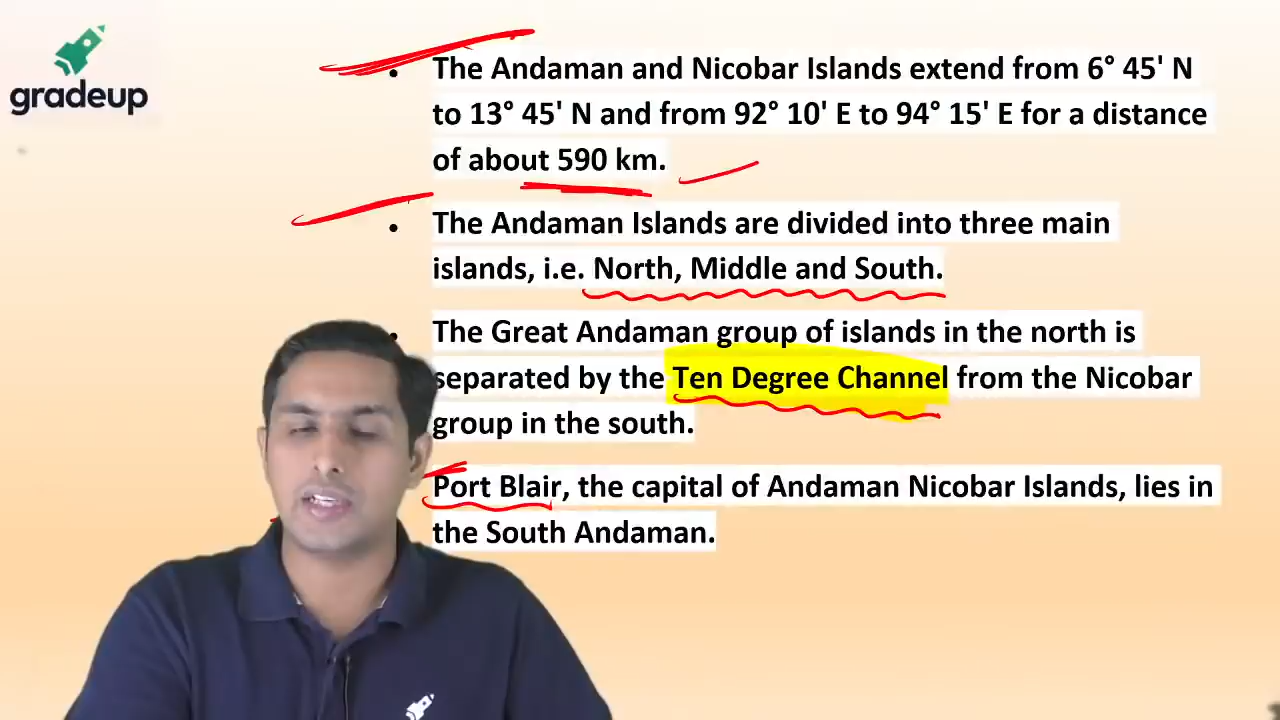 gradeup
• The Andaman and Nicobar Islands extend from 6° 45' N
to 13° 45' N and from 92° 10' E to 94° 15' E for a distance
of about 590 km.
• The Andaman Islands are divided into three main
islands, i.e. North, Middle and South.
• The Great Andaman group of islands in the north is
separated by the Ten Degree Channel from the Nicobar
group in the south.
Port Blair, the capital of Andaman Nicobar Islands, lies in
the South Andaman.